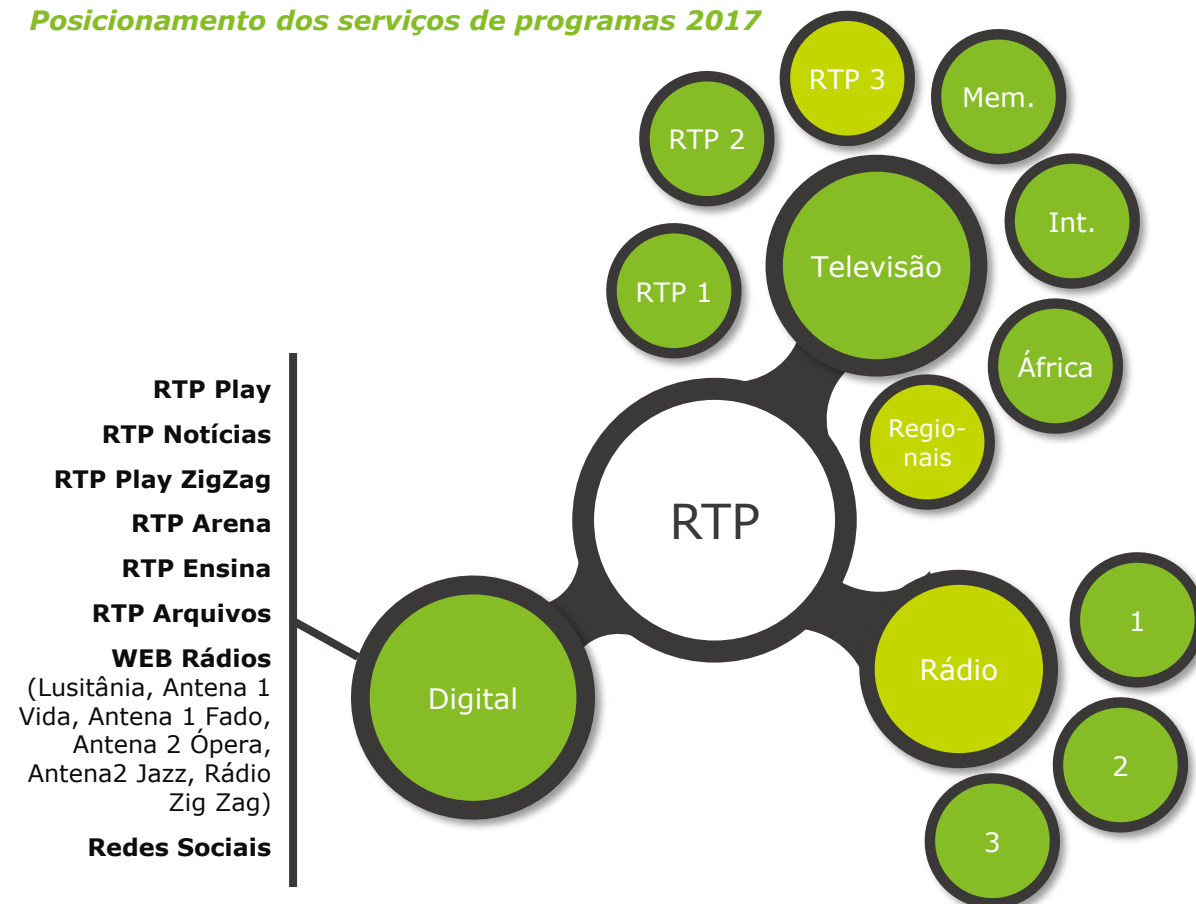 Posicionamento dos serviços de programas 2017
RTP 3
Mem.
RTP 2
Int.
Televisão
RTP 1
África
Regio-
nais
RTP
Rádio
1
2
3
Digital
RTP Play
RTP Notícias
RTP Play ZigZag
RTP Arena
RTP Ensina
RTP Arquivos
WEB Rádios
(Lusitânia, Antena 1
Vida, Antena 1 Fado,
Antena 2 Ópera,
Antena2 Jazz, Rádio
Zig Zag)
Redes Sociais